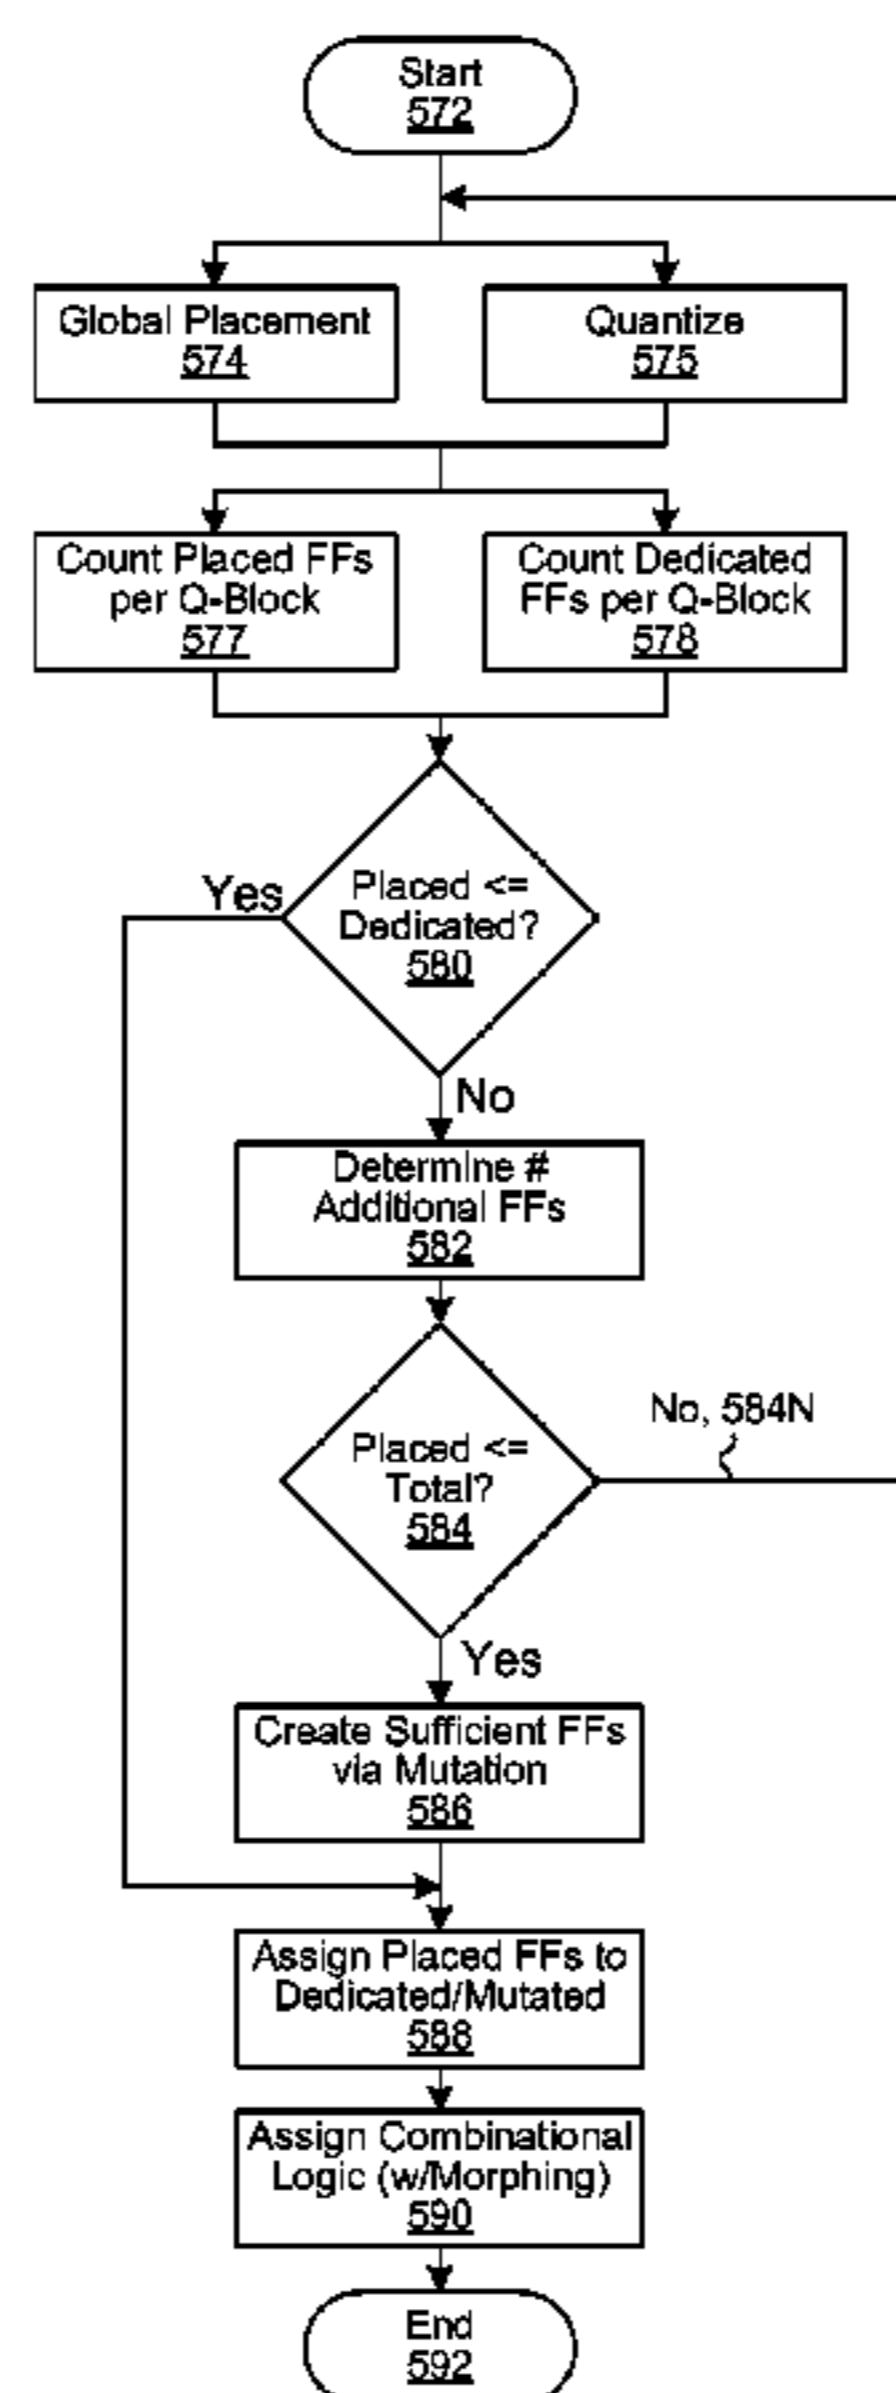 Start
572
Global Placement
574
Quantize
575
Count Placed FFs
per Q-Block
577
Count Dedicated
FFs per Q-Block
578
Placed <=
Dedicated?
580
Yes
No
Determine #
Additional FFs
582
Placed <=
Total?
584
No, 584N
Yes
Create Sufficient FFs
via Mutation
586
Assign Placed FFs to
Dedicated/Mutated
588
Assign Combinational
Logic (w/Morphing)
590
End
592